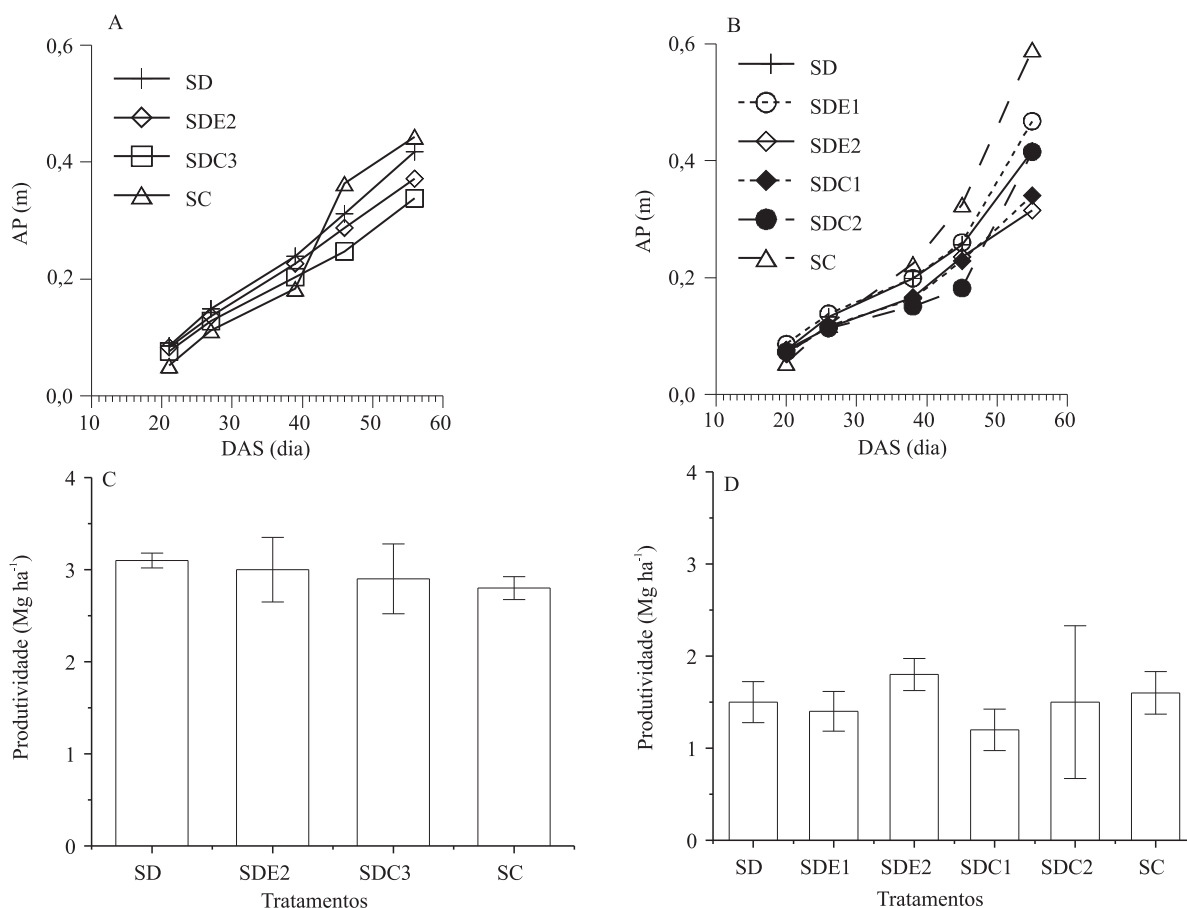 A
0,6
0,4
0,2
0,0
AP (m)
SD
SDE2
SDC3
SC
10 20 30 40 50 60
DAS (dia)
B
0,6
0,4
0,2
0,0
AP (m)
SD
SDE1
SDE2
SDC1
SDC2
SC
10 20 30 40 50 60
DAS (dia)
C
4
3
2
1
0
Produtividade (Mg ha⁻¹)
SD SDE2 SDC3 SC
Tratamentos
D
4
3
2
1
0
Produtividade (Mg ha⁻¹)
SD SDE1 SDE2 SDC1 SDC2 SC
Tratamentos